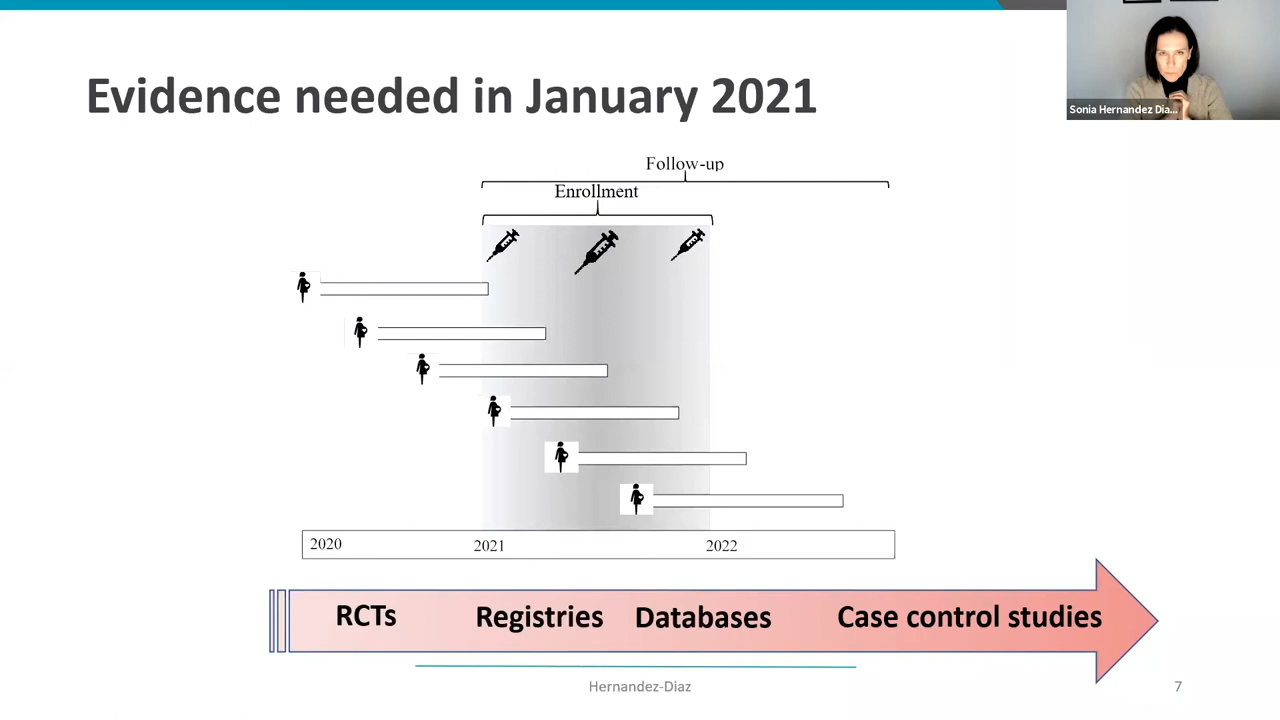 Evidence needed in January 2021
Sonia Hernandez Dia...
Follow-up
Enrollment
2020 2021 2022
RCTs Registries Databases Case control studies
Hernandez-Diaz
7